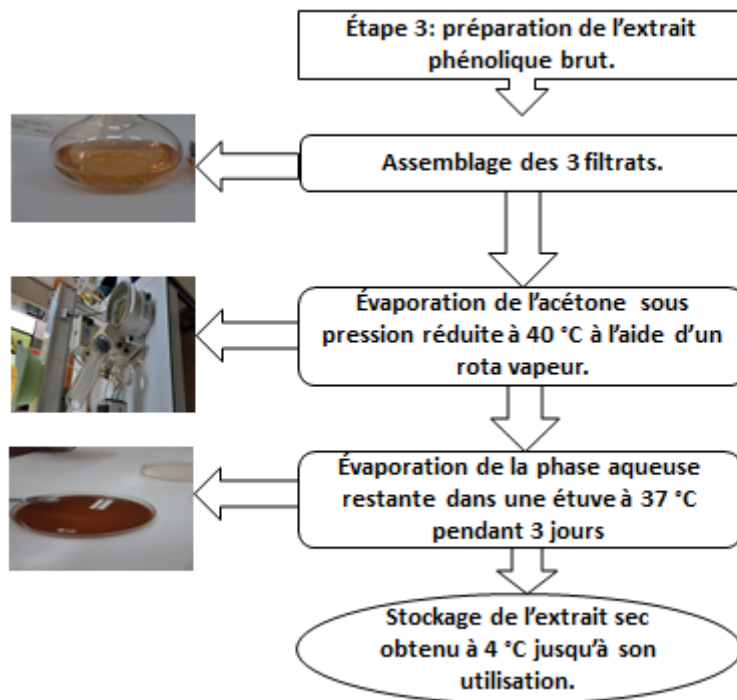 Étape 3: préparation de l'extrait
phénolique brut.
Assemblage des 3 filtrats.
Évaporation de l'acétone sous
pression réduite à 40 °C à l'aide d'un
rota vapeur.
Évaporation de la phase aqueuse
restante dans une étuve à 37 °C
pendant 3 jours
Stockage de l'extrait sec
obtenu à 4 °C jusqu'à son
utilisation.